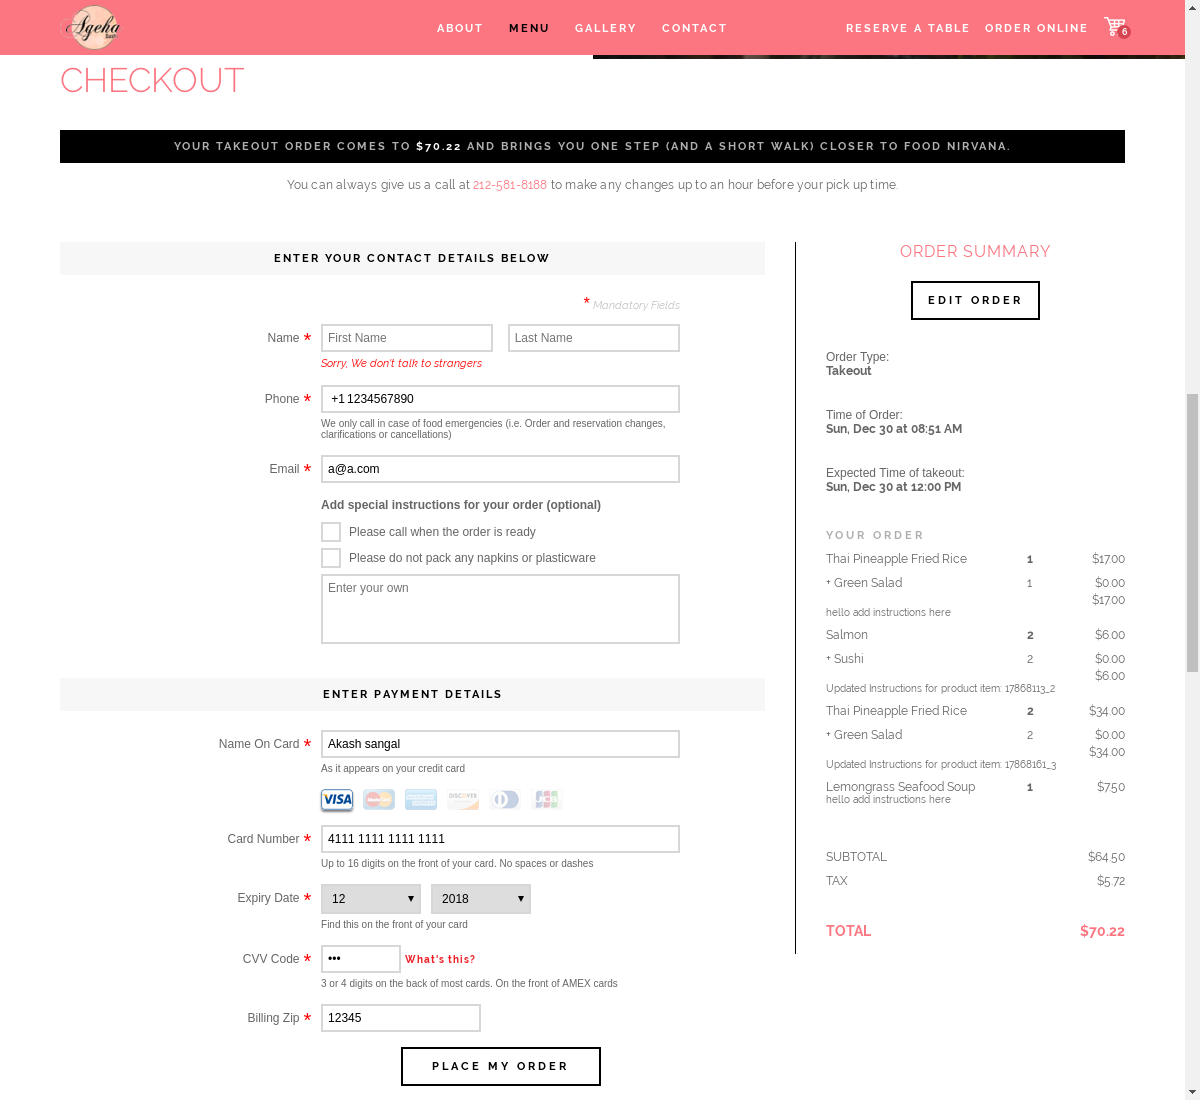 Ageha
ABOUT MENU GALLERY CONTACT
RESERVE A TABLE ORDER ONLINE 6
CHECKOUT
YOUR TAKEOUT ORDER COMES TO $70.22 AND BRINGS YOU ONE STEP (AND A SHORT WALK) CLOSER TO FOOD NIRVANA.
You can always give us a call at 212-581-8188 to make any changes up to an hour before your pick up time.
ENTER YOUR CONTACT DETAILS BELOW
* Mandatory Fields
Name * First Name Last Name
Sorry, We don't talk to strangers
Phone * +1 1234567890
We only call in case of food emergencies (i.e. Order and reservation changes,
clarifications or cancellations)
Email * a@a.com
Add special instructions for your order (optional)
Please call when the order is ready
Please do not pack any napkins or plasticware
Enter your own
ENTER PAYMENT DETAILS
Name On Card * Akash sangal
As it appears on your credit card
VISA MasterCard DISCOVER JCB
Card Number * 4111 1111 1111 1111
Up to 16 digits on the front of your card. No spaces or dashes
Expiry Date * 12 2018
Find this on the front of your card
CVV Code * ••• What's this?
3 or 4 digits on the back of most cards. On the front of AMEX cards
Billing Zip * 12345
PLACE MY ORDER
ORDER SUMMARY
EDIT ORDER
Order Type:
Takeout
Time of Order:
Sun, Dec 30 at 08:51 AM
Expected Time of takeout:
Sun, Dec 30 at 12:00 PM
YOUR ORDER
Thai Pineapple Fried Rice 1 $17.00
+ Green Salad 1 $0.00
$17.00
hello add instructions here
Salmon 2 $6.00
+ Sushi 2 $0.00
$6.00
Updated Instructions for product item: 17868113_2
Thai Pineapple Fried Rice 2 $34.00
+ Green Salad 2 $0.00
$34.00
Updated Instructions for product item: 17868161_3
Lemongrass Seafood Soup 1 $7.50
hello add instructions here
SUBTOTAL $64.50
TAX $5.72
TOTAL $70.22